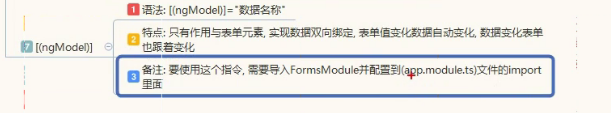 1 语法: [(ngModel)]="数据名称"
7 [(ngModel)]
2 特点: 只有作用与表单元素, 实现数据双向绑定, 表单值变化数据自动变化, 数据变化表单
也跟着变化
3 备注: 要使用这个指令, 需要导入FormsModule并配置到(app.module.ts)文件的import
里面